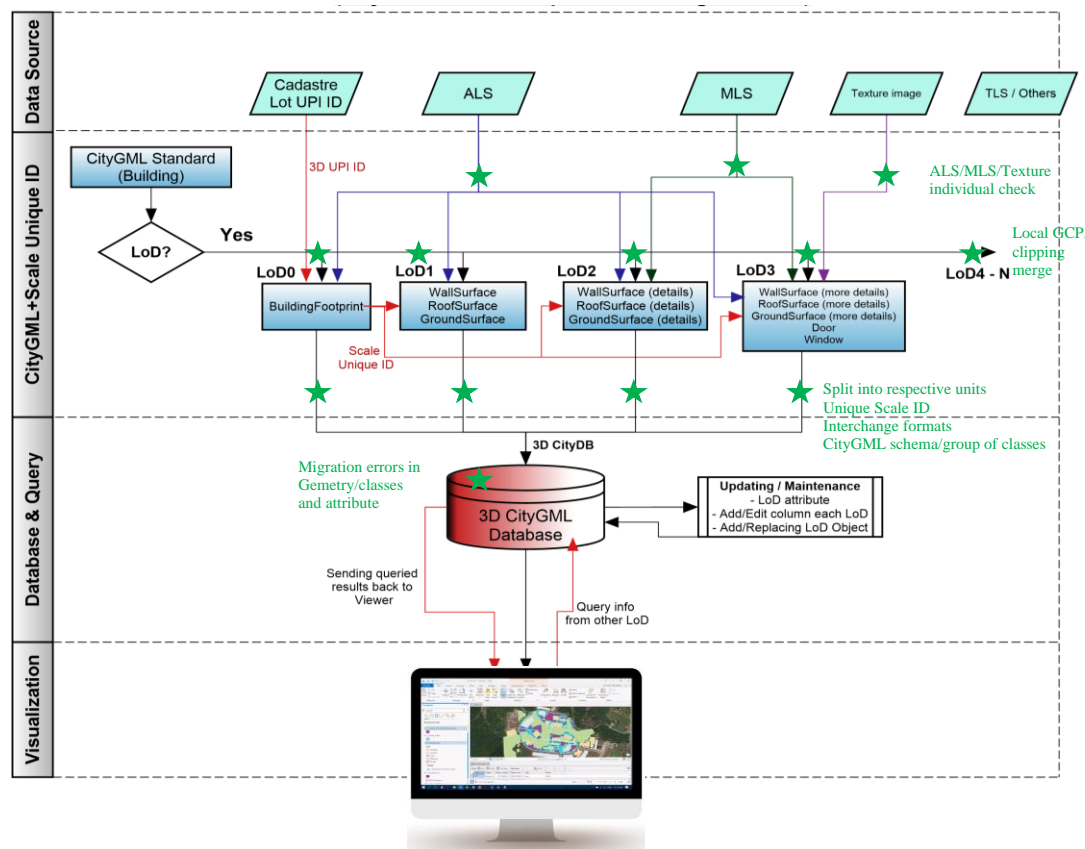 Data Source
Cadastre
Lot UPI ID
ALS
MLS
Texture image
TLS / Others
CityGML+Scale Unique ID
CityGML Standard
(Building)
3D UPI ID
ALS/MLS/Texture
individual check
LoD?
Yes
Local GCP,
clipping
merge
LoD0
LoD1
LoD2
LoD3
LoD4 - N
BuildingFootprint
WallSurface
RoofSurface
GroundSurface
WallSurface (details)
RoofSurface (details)
GroundSurface (details)
WallSurface (more details)
RoofSurface (more details)
GroundSurface (more details)
Door
Window
Scale
Unique ID
Split into respective units
Unique Scale ID
Interchange formats
CityGML schema/group of classes
Database & Query
3D CityDB
Migration errors in
Gemetry/classes
and attribute
3D CityGML
Database
Updating / Maintenance
- LoD attribute
- Add/Edit column each LoD
- Add/Replacing LoD Object
Sending queried
results back to
Viewer
Query info
from other LoD
Visualization